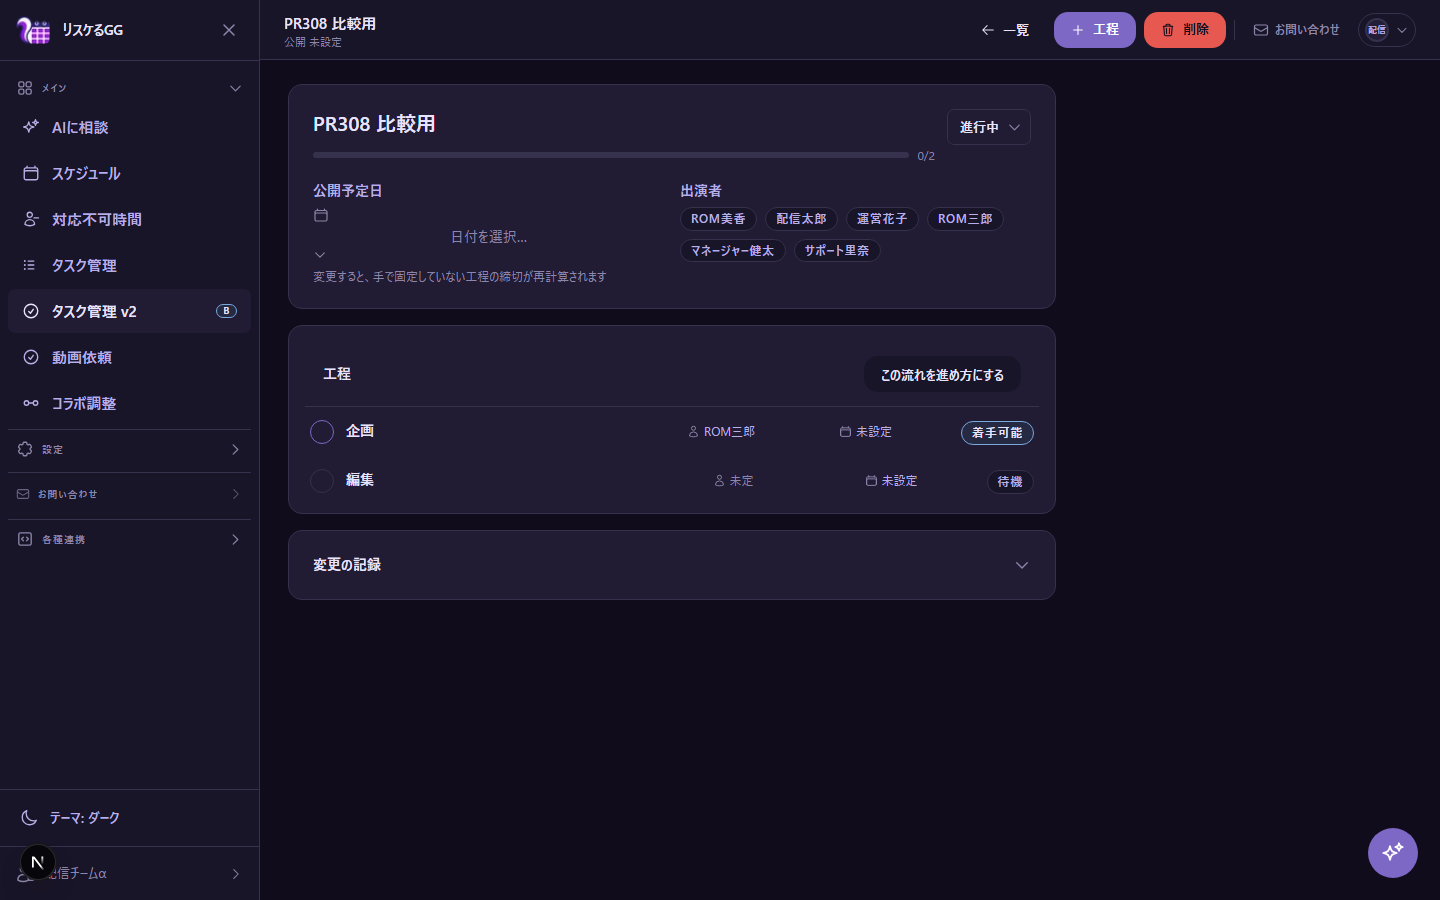 リスケるGG
メイン
AIに相談
スケジュール
対応不可時間
タスク管理
タスク管理 v2
B
動画依頼
コラボ調整
設定
お問い合わせ
各種連携
テーマ: ダーク
N
信チームα
PR308 比較用
公開 未設定
一覧
工程
削除
お問い合わせ
配信
PR308 比較用
進行中
0/2
公開予定日
日付を選択...
変更すると、手で固定していない工程の締切が再計算されます
出演者
ROM美香
配信太郎
運営花子
ROM三郎
マネージャー健太
サポート里奈
工程
この流れを進め方にする
企画
ROM三郎
未設定
着手可能
編集
未定
未設定
待機
変更の記録